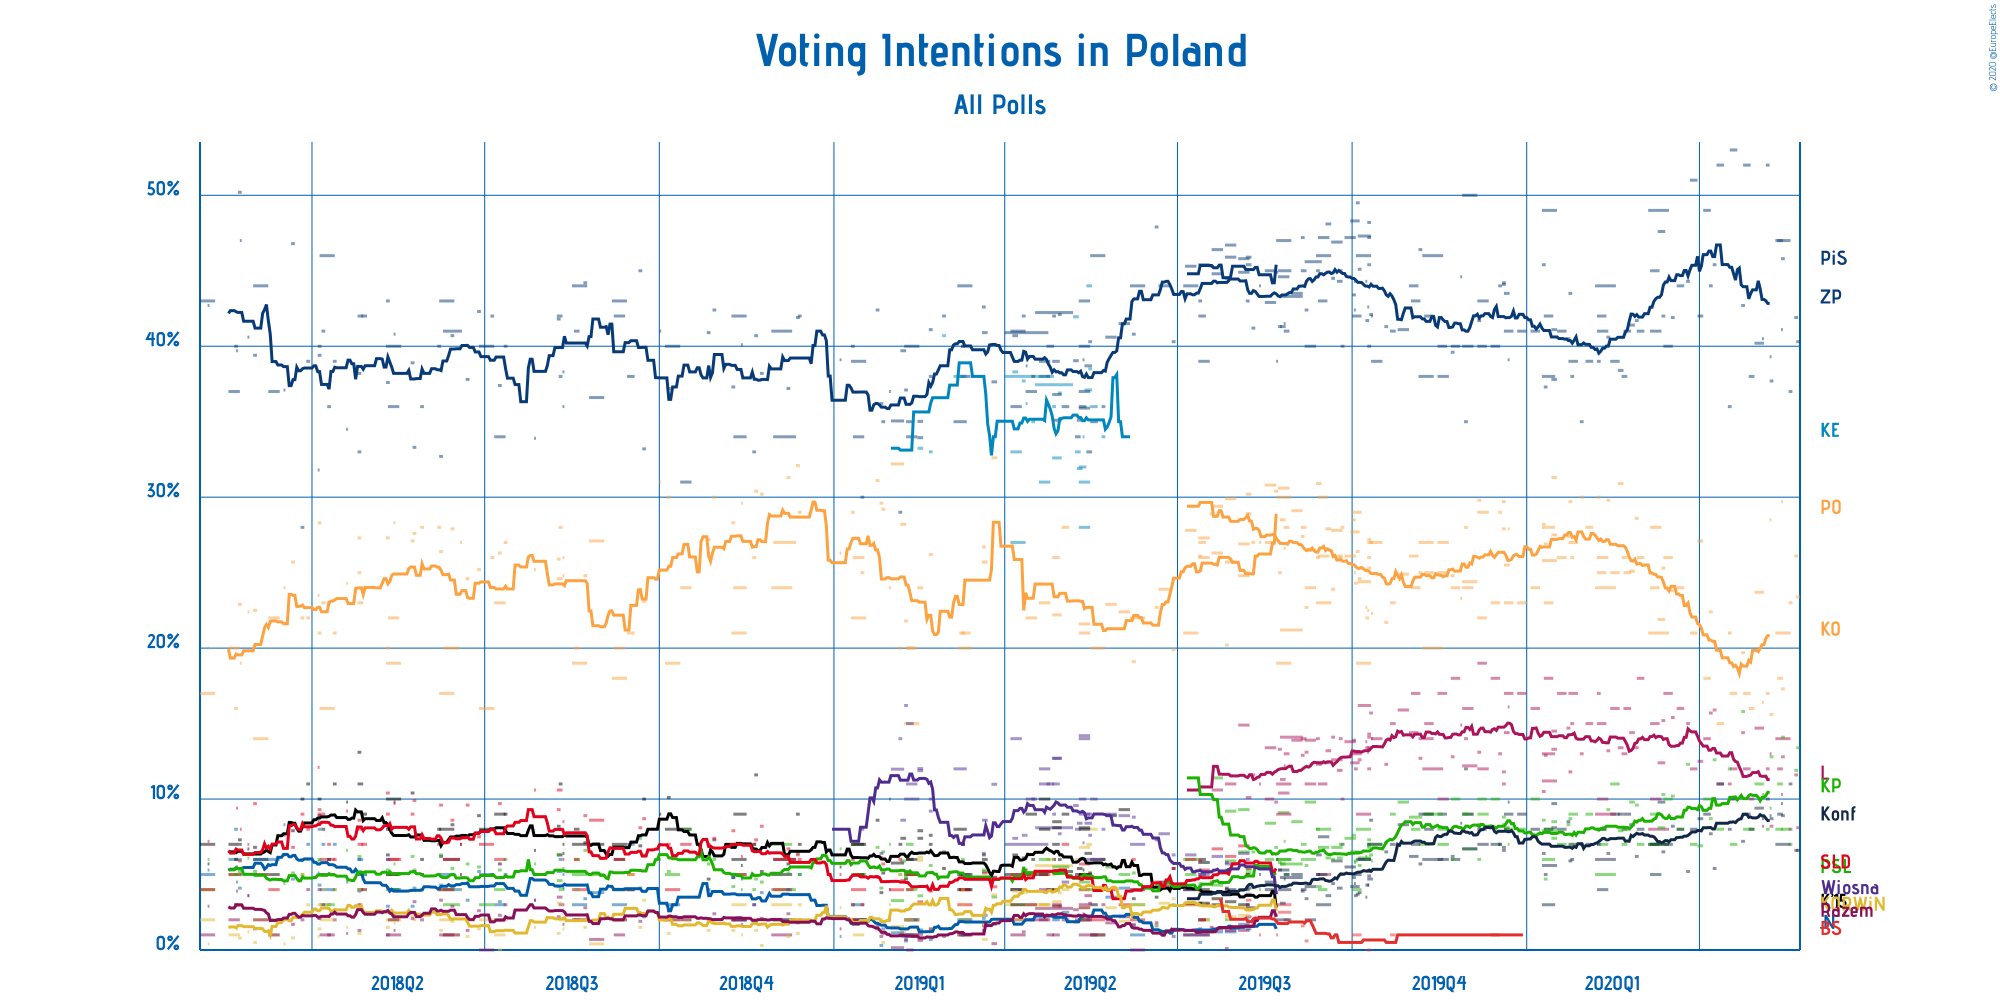 © 2020 @EuropeElects
Voting Intentions in Poland
All Polls
50%
40%
30%
20%
10%
0%
PiS
ZP
KE
PO
KO
L
KP
Konf
SLD
PSL
Wiosna
KORWiN
Razem
BS
2018Q2
2018Q3
2018Q4
2019Q1
2019Q2
2019Q3
2019Q4
2020Q1